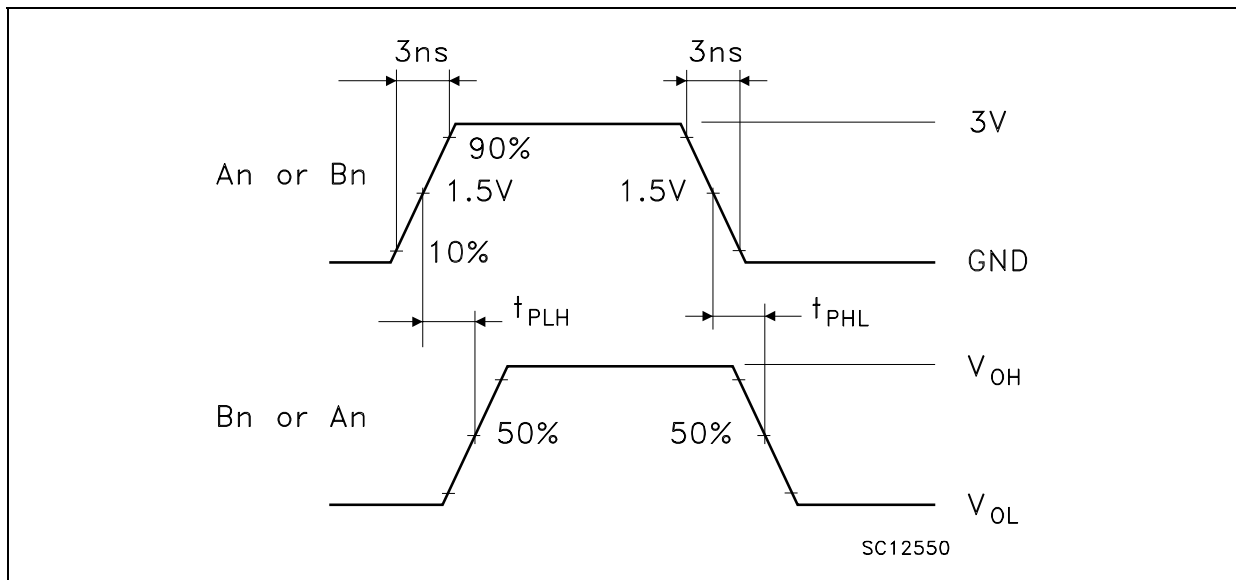 3ns 3ns
3V
90%
An or Bn 1.5V 1.5V
10%
GND
tPLH tPHL
VOH
Bn or An 50% 50%
VOL
SC12550